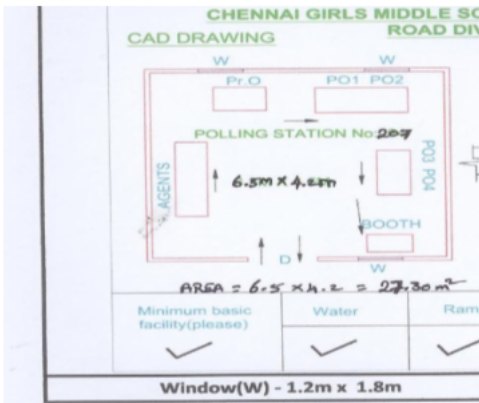 CHENNAI GIRLS MIDDLE SC
ROAD DIV
CAD DRAWING
W W
Pr.O PO1 PO2
POLLING STATION No: 207
AGENTS
6.5m X 4.2m
PO3 PO4
BOOTH
D
W
AREA = 6.5 X 4.2 = 27.30 m²
Minimum basic Water Ram
facility(please)
Window(W) - 1.2m x 1.8m